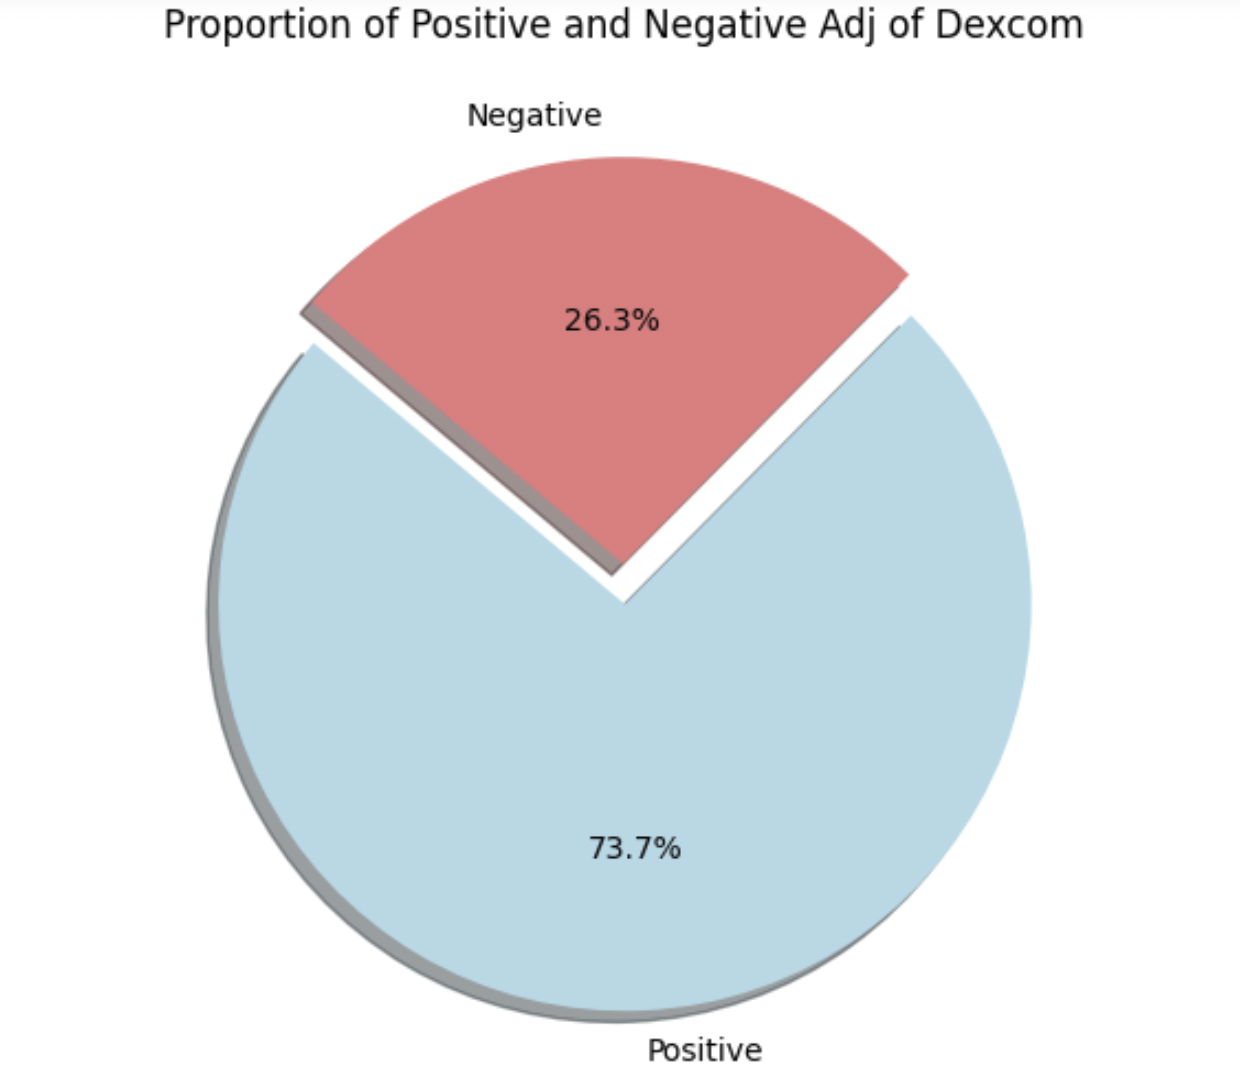 Proportion of Positive and Negative Adj of Dexcom
Negative
26.3%
73.7%
Positive